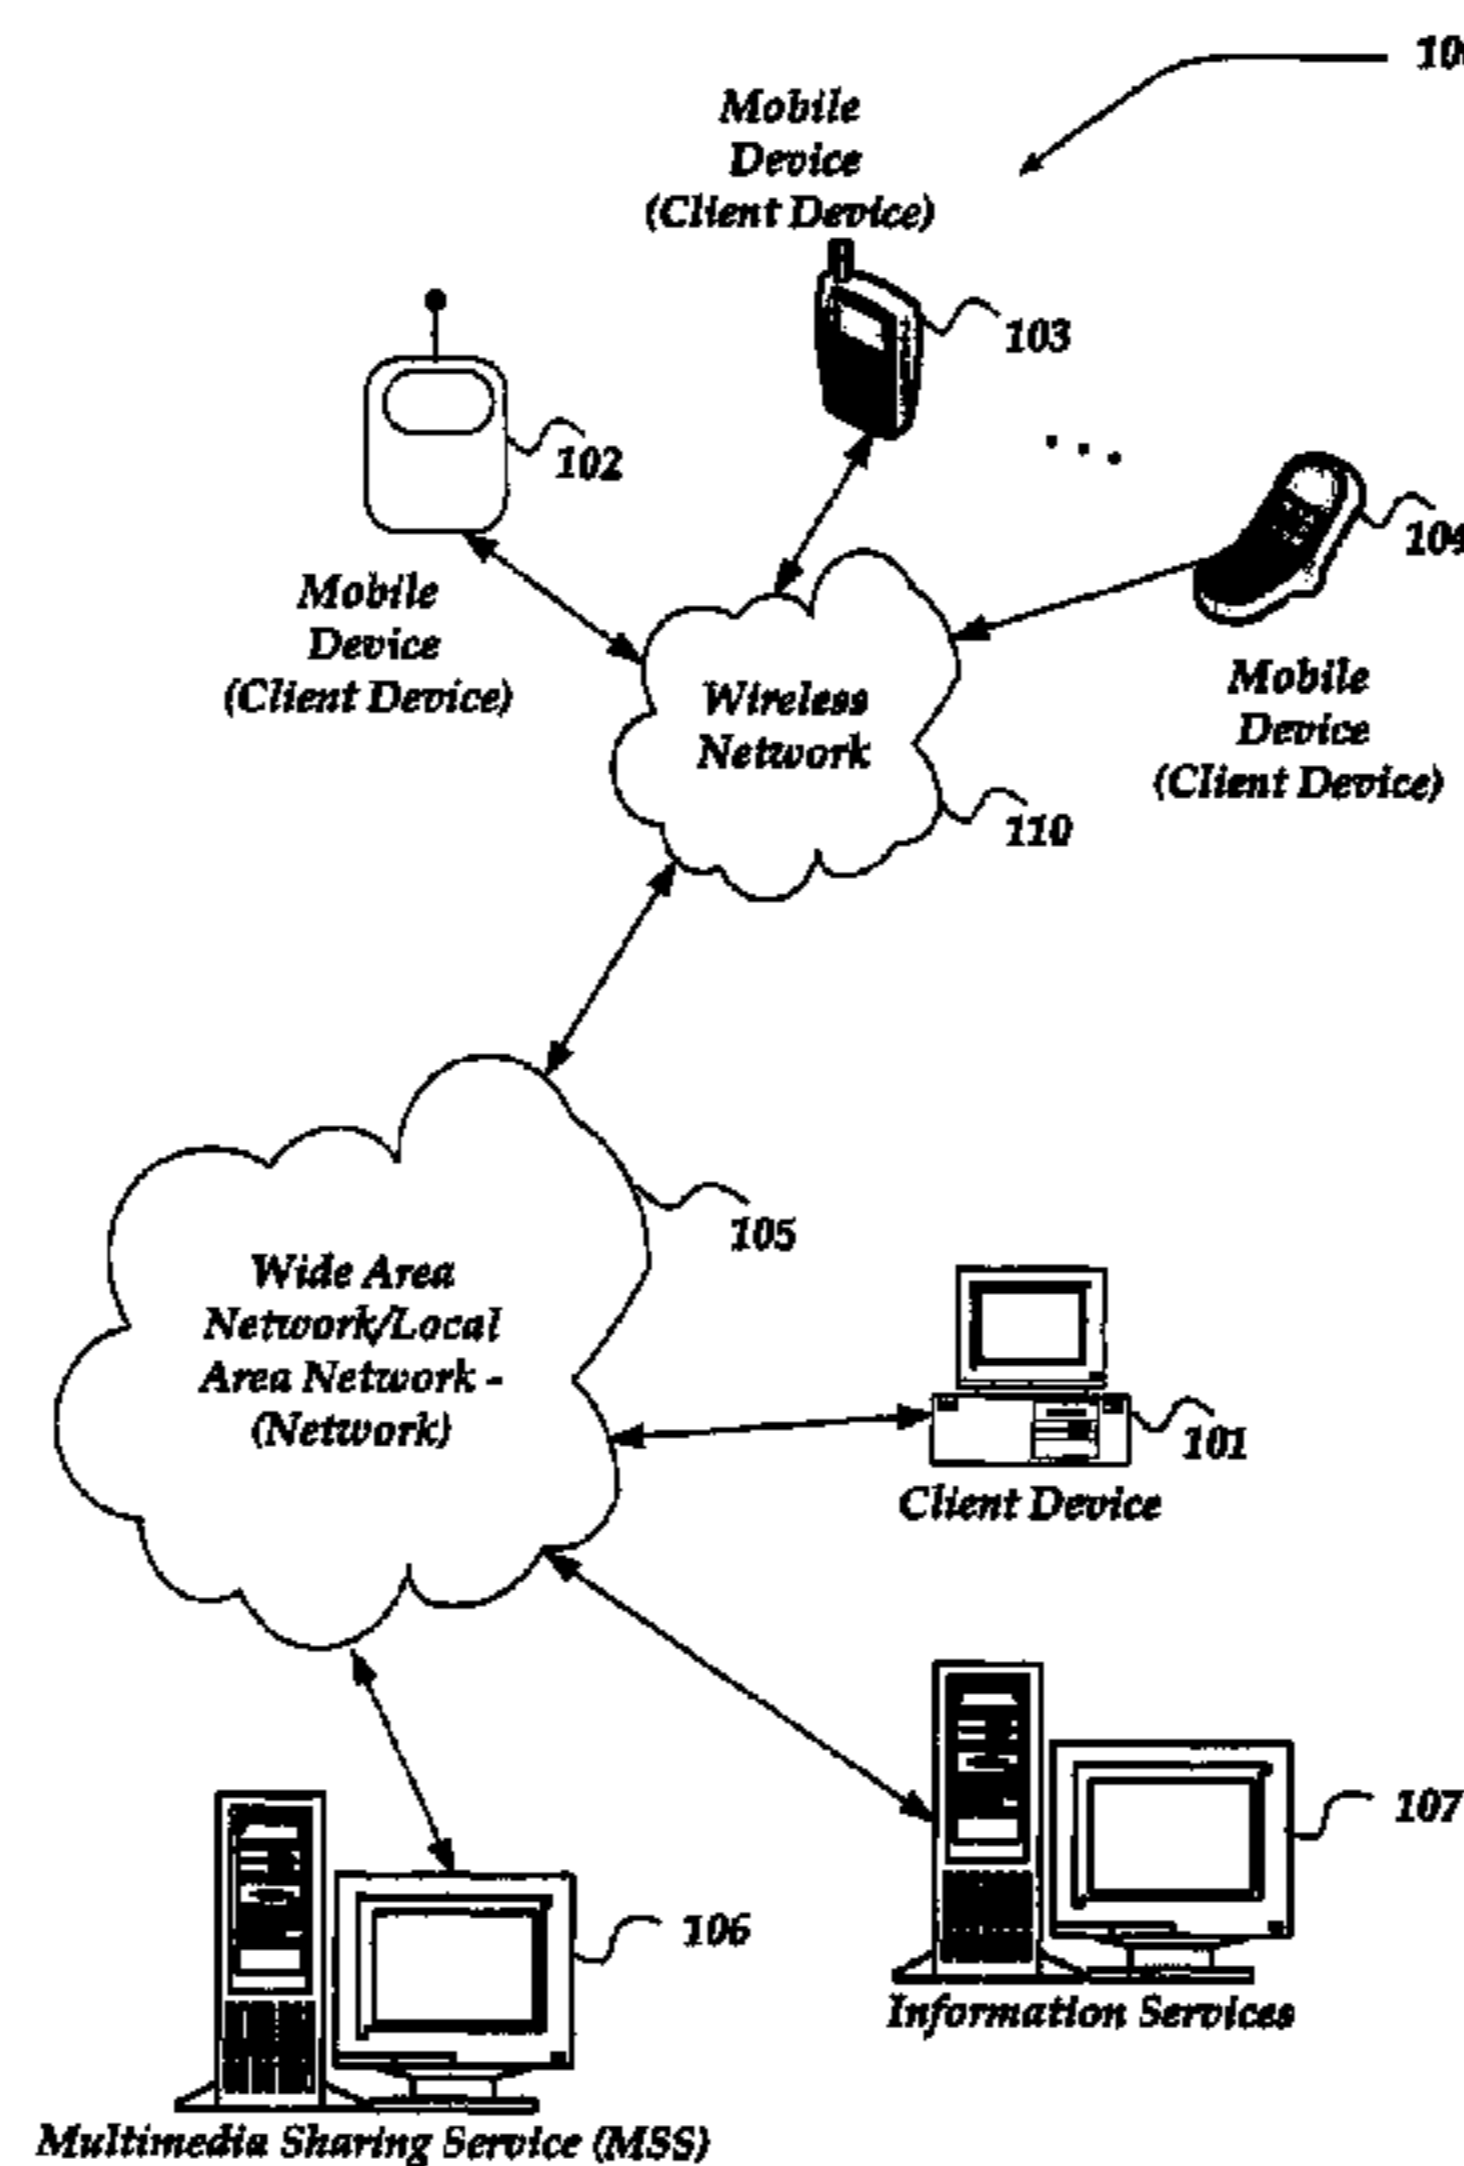 Mobile
Device
(Client Device)
103
102
Mobile
Device
(Client Device)
Wireless
Network
110
Mobile
Device
(Client Device)
105
Wide Area
Network/Local
Area Network -
(Network)
101
Client Device
107
Information Services
106
Multimedia Sharing Service (MSS)